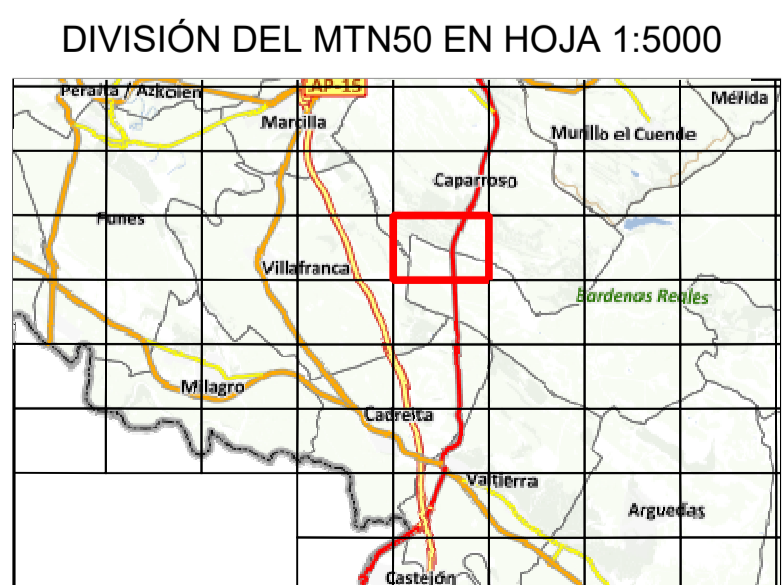 DIVISIÓN DEL MTN50 EN HOJA 1:5000
AP-15
Peralta / Azkoien
Mélida
Marcilla
Murillo el Cuende
Caparroso
Funes
Villafranca
Bardenas Reales
Milagro
Cadreita
Valtierra
Arguedas
Castejón